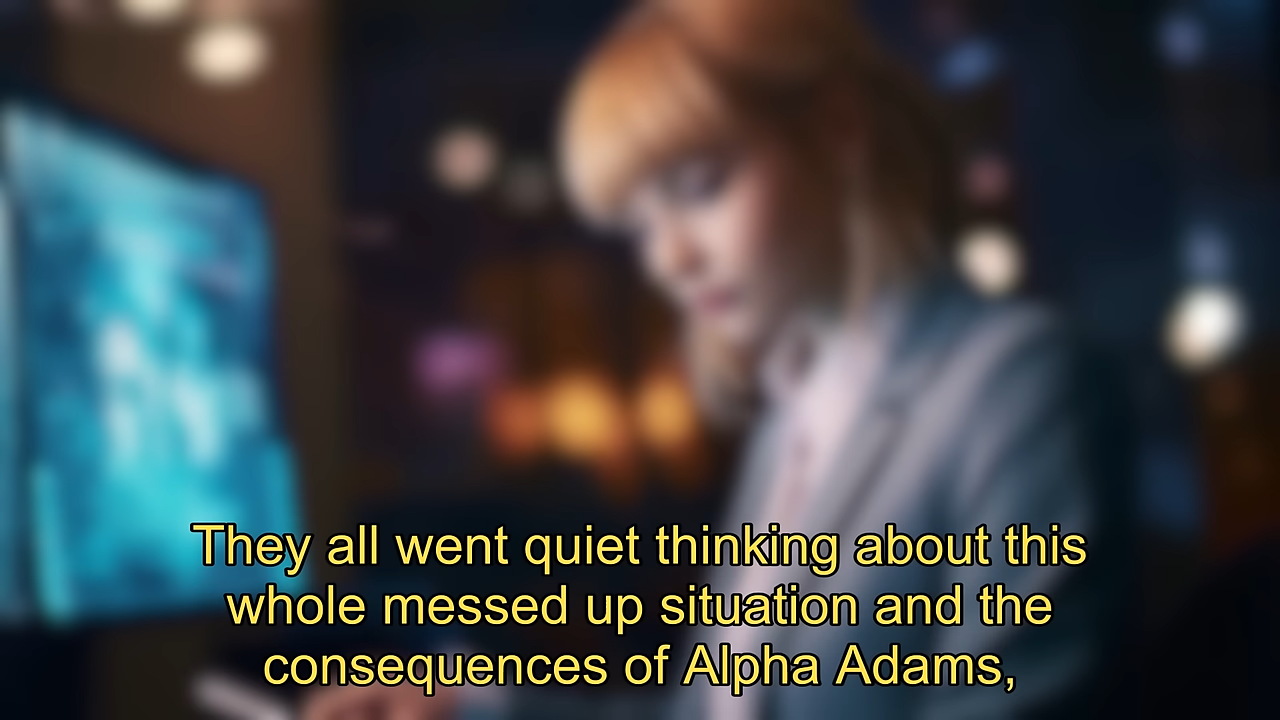 They all went quiet thinking about this
whole messed up situation and the
consequences of Alpha Adams,